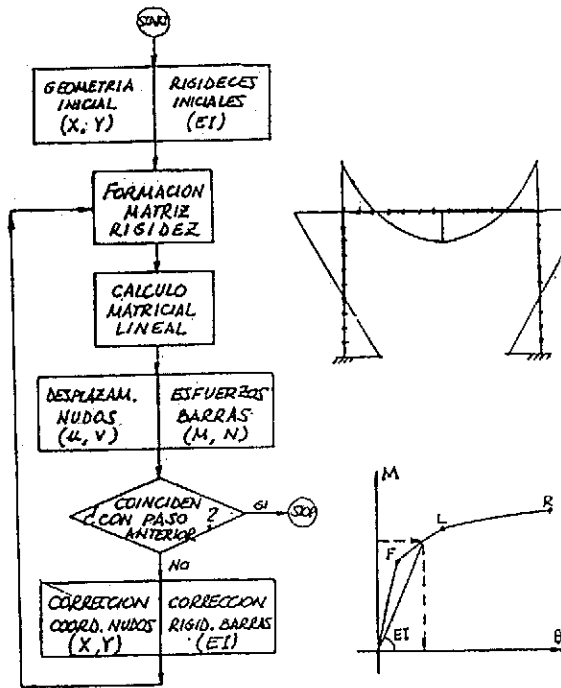 START
GEOMETRIA
INICIAL
(X, Y)
RIGIDECES
INICIALES
(EI)
FORMACION
MATRIZ
RIGIDEZ
CALCULO
MATRICIAL
LINEAL
DESPLAZAM.
NUDOS
(u, v)
ESFUERZOS
BARRAS
(M, N)
¿COINCIDEN
CON PASO
ANTERIOR?
SI
STOP
NO
CORRECCION
COORD. NUDOS
(X, Y)
CORRECCION
RIGID. BARRAS
(EI)
M
F
L
R
EI
θ